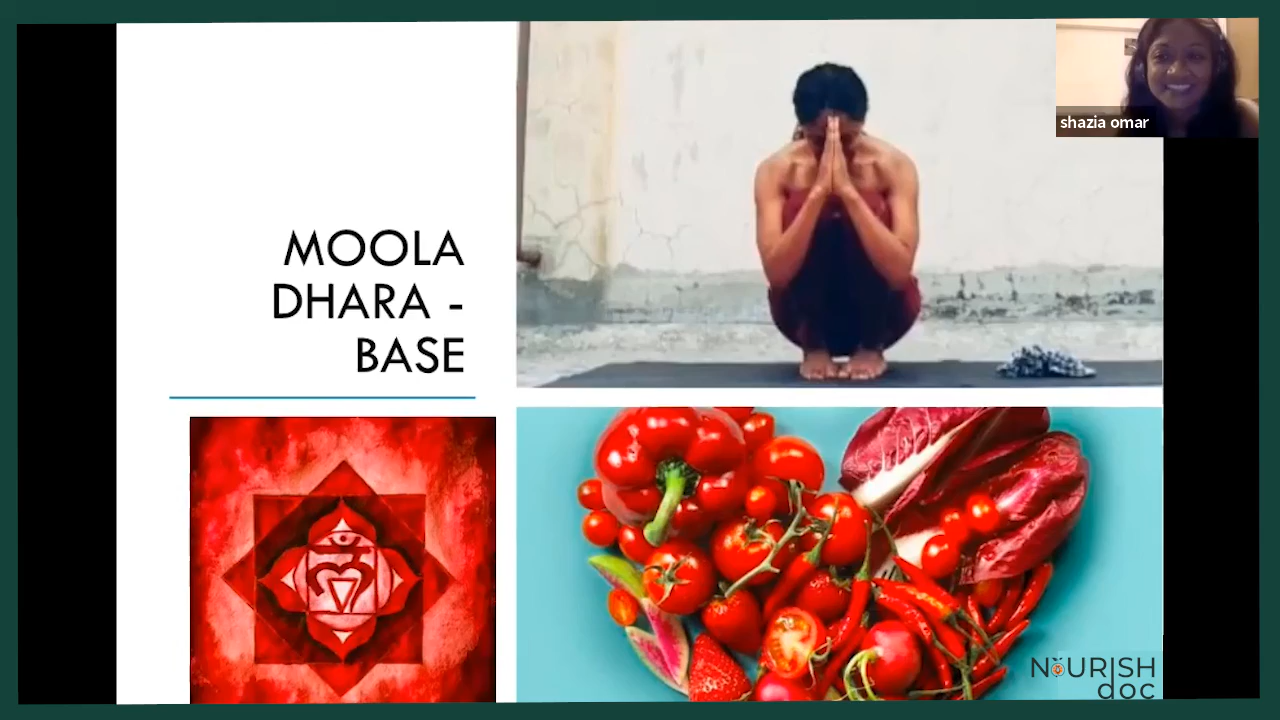 MOOLA
DHARA -
BASE
shazia omar
लं
NOURISH
doc